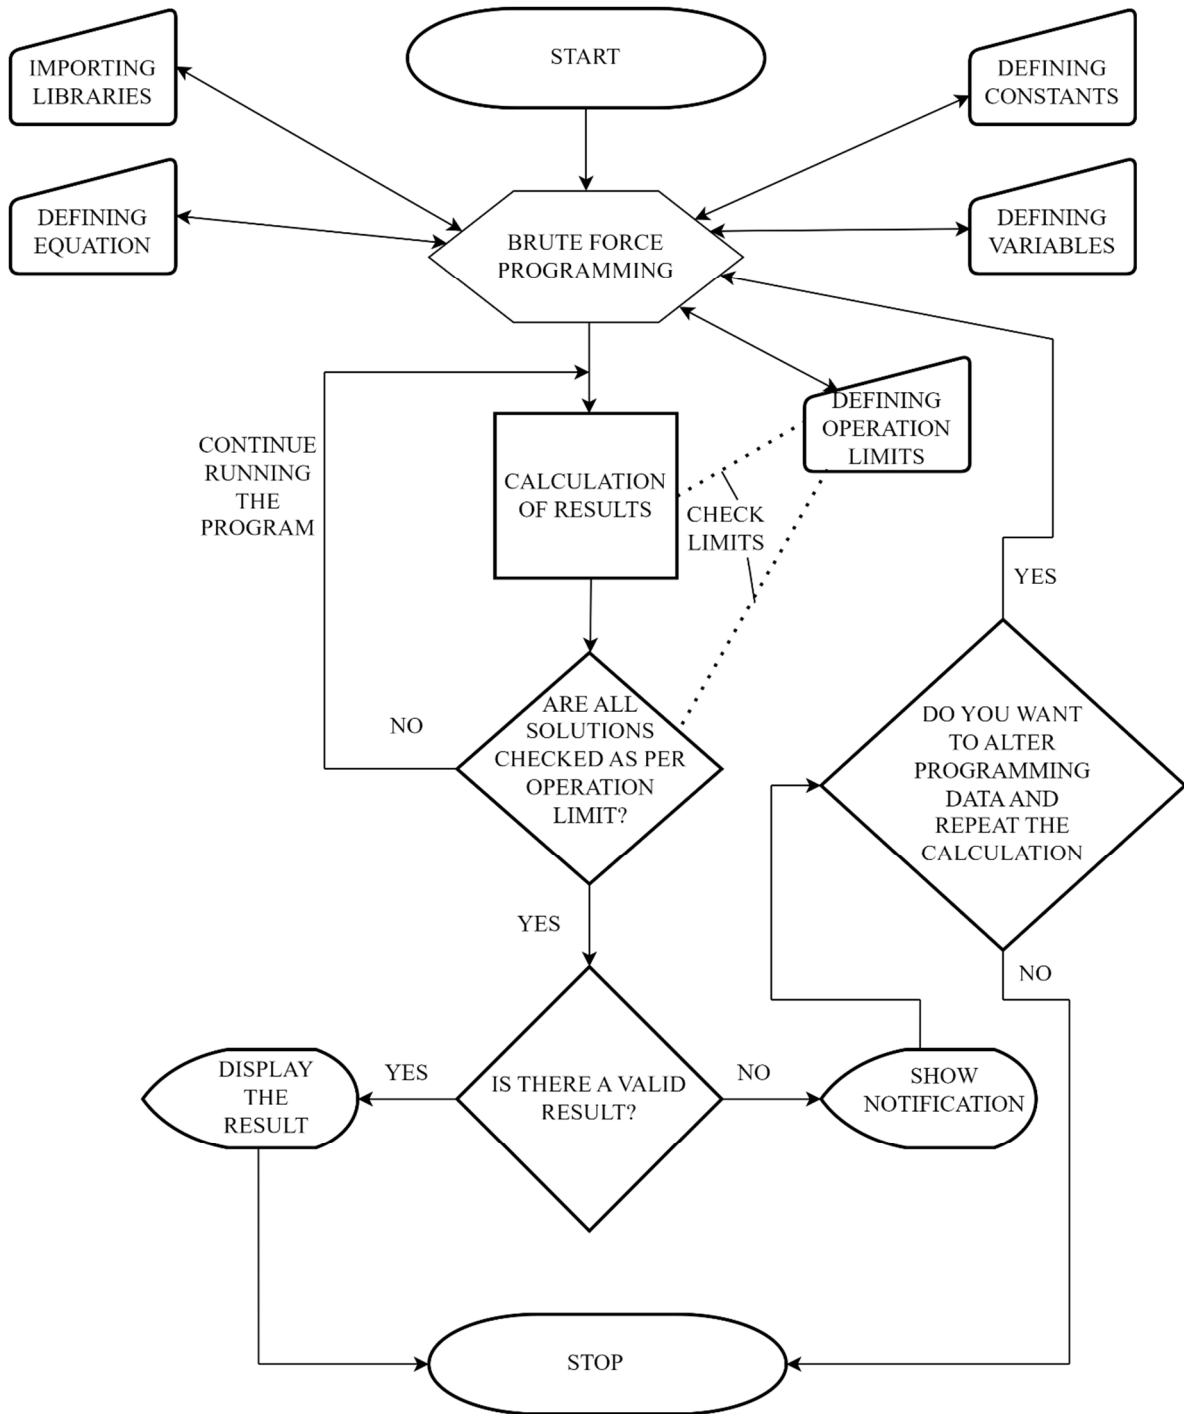 START
IMPORTING
LIBRARIES
DEFINING
CONSTANTS
DEFINING
EQUATION
BRUTE FORCE
PROGRAMMING
DEFINING
VARIABLES
DEFINING
OPERATION
LIMITS
CONTINUE
RUNNING
THE
PROGRAM
CALCULATION
OF RESULTS
CHECK
LIMITS
YES
NO
ARE ALL
SOLUTIONS
CHECKED AS PER
OPERATION
LIMIT?
DO YOU WANT
TO ALTER
PROGRAMMING
DATA AND
REPEAT THE
CALCULATION
YES
NO
DISPLAY
THE
RESULT
YES
IS THERE A VALID
RESULT?
NO
SHOW
NOTIFICATION
STOP